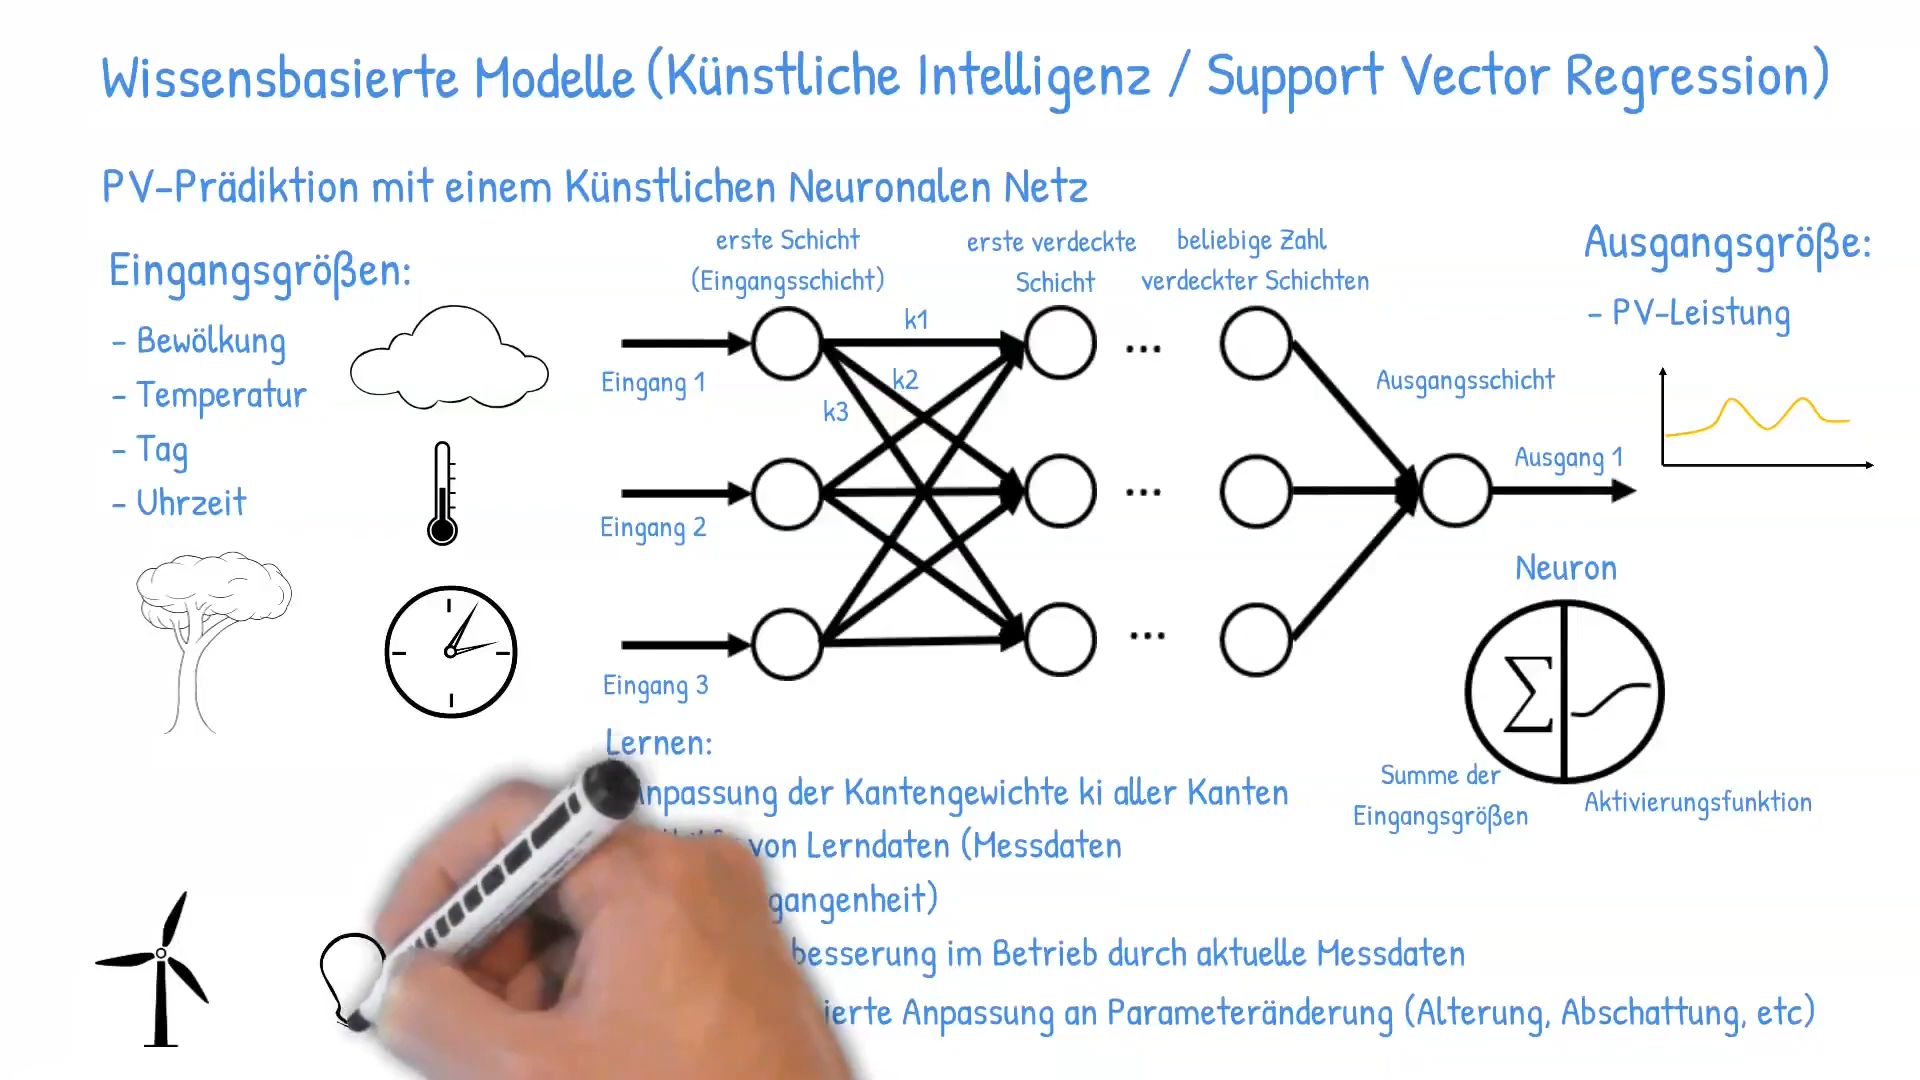 Wissensbasierte Modelle (Künstliche Intelligenz / Support Vector Regression)
PV-Prädiktion mit einem Künstlichen Neuronalen Netz
Eingangsgrößen:
- Bewölkung
- Temperatur
- Tag
- Uhrzeit
erste Schicht
(Eingangsschicht)
erste verdeckte
Schicht
beliebige Zahl
verdeckter Schichten
k1
k2
k3
Eingang 1
Eingang 2
Eingang 3
...
...
...
Ausgangsschicht
Ausgang 1
Ausgangsgröße:
- PV-Leistung
Neuron
Σ
Summe der
Eingangsgrößen
Aktivierungsfunktion
Lernen:
npassung der Kantengewichte ki aller Kanten
von Lerndaten (Messdaten
gangenheit)
besserung im Betrieb durch aktuelle Messdaten
ierte Anpassung an Parameteränderung (Alterung, Abschattung, etc)